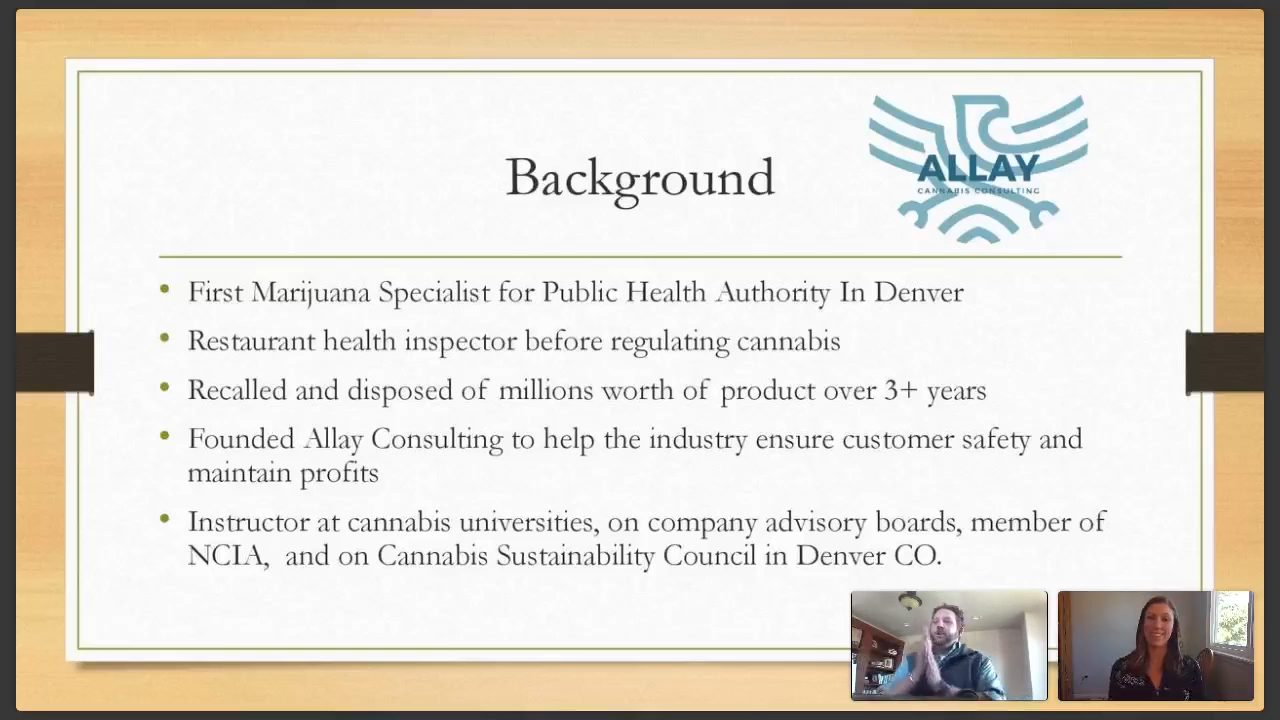 ALLAY
CANNABIS CONSULTING
Background
First Marijuana Specialist for Public Health Authority In Denver
Restaurant health inspector before regulating cannabis
Recalled and disposed of millions worth of product over 3+ years
Founded Allay Consulting to help the industry ensure customer safety and
maintain profits
Instructor at cannabis universities, on company advisory boards, member of
NCIA, and on Cannabis Sustainability Council in Denver CO.